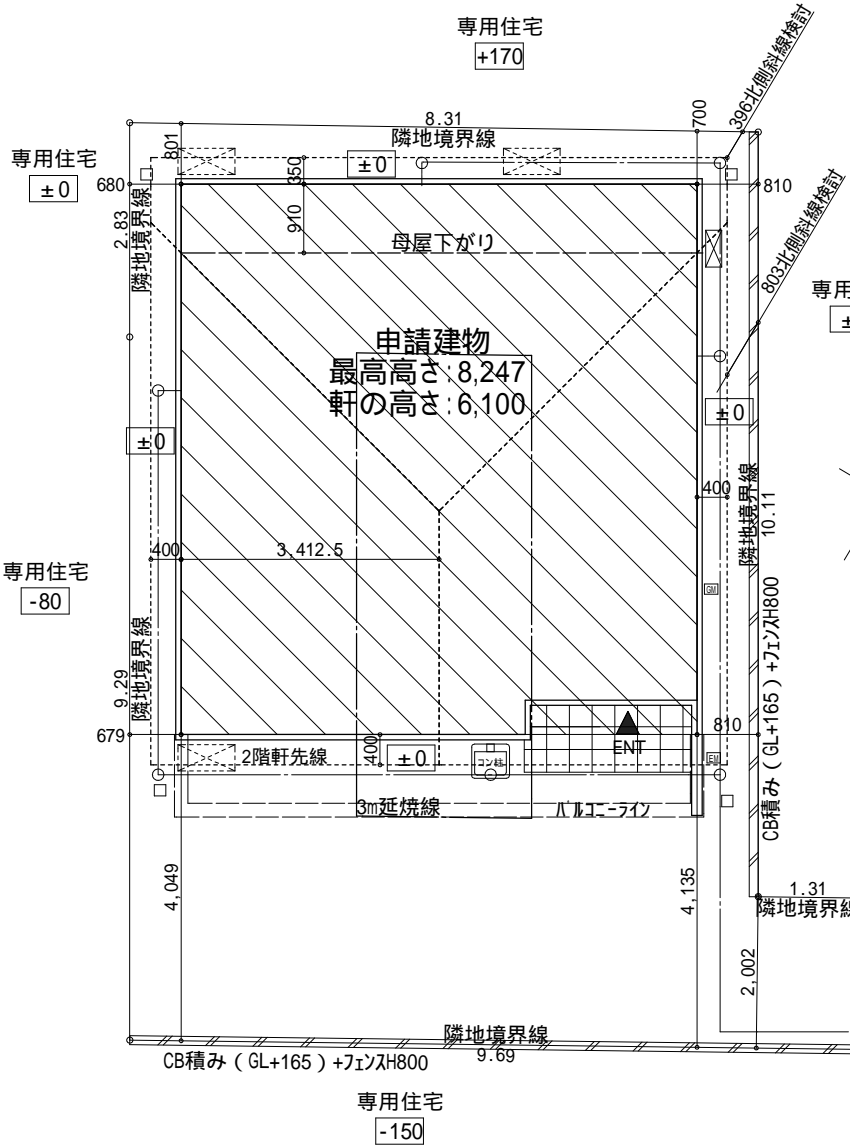 専用住宅
+170
396北側斜線検討
8.31
隣地境界線
700
801
±0
350
専用住宅
±0
680
810
2.83
隣地境界線
910
母屋下がり
803北側斜線検討
専用
±
申請建物
最高高さ:8,247
軒の高さ:6,100
±0
±0
400
隣地境界線
10.11
400
3,412.5
専用住宅
-80
GM
9.29
隣地境界線
CB積み(GL+165)+フェンスH800
679
810
ENT
2階軒先線
400
±0
コン柱
EM
3m延焼線
バルコニーライン
4,049
4,135
1.31
隣地境界線
2,002
隣地境界線
9.69
CB積み(GL+165)+フェンスH800
専用住宅
-150